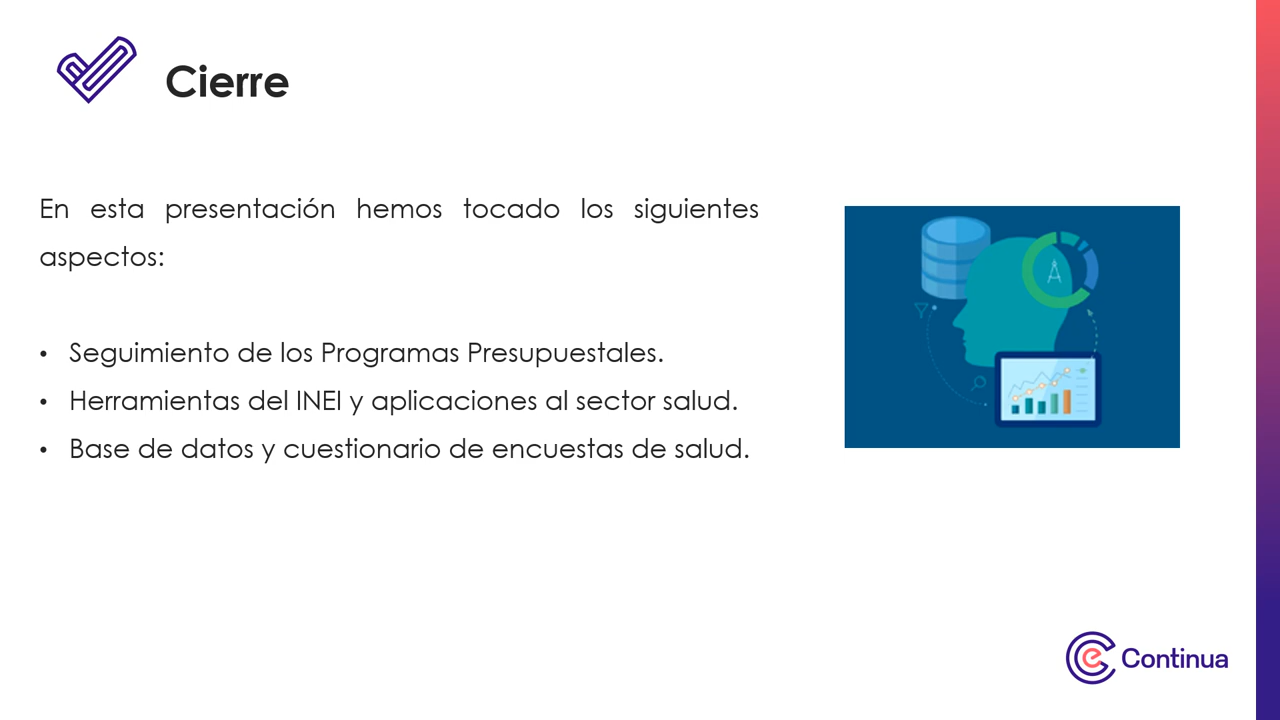 Cierre
En esta presentación hemos tocado los siguientes
aspectos:
• Seguimiento de los Programas Presupuestales.
• Herramientas del INEI y aplicaciones al sector salud.
• Base de datos y cuestionario de encuestas de salud.
e Continua